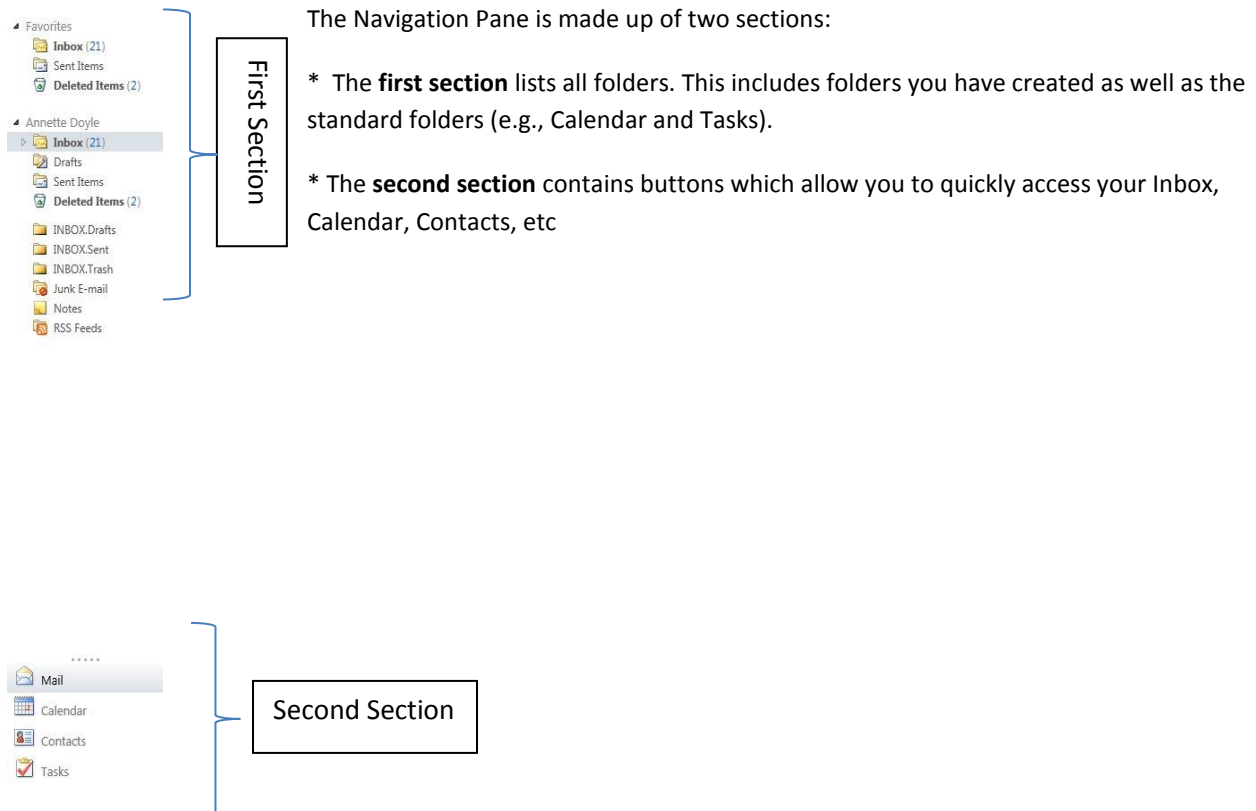 Favorites
Inbox (21)
Sent Items
Deleted Items (2)
Annette Doyle
Inbox (21)
Drafts
Sent Items
Deleted Items (2)
INBOX.Drafts
INBOX.Sent
INBOX.Trash
Junk E-mail
Notes
RSS Feeds
First Section
The Navigation Pane is made up of two sections:
* The first section lists all folders. This includes folders you have created as well as the
standard folders (e.g., Calendar and Tasks).
* The second section contains buttons which allow you to quickly access your Inbox,
Calendar, Contacts, etc
Mail
Calendar
Contacts
Tasks
Second Section